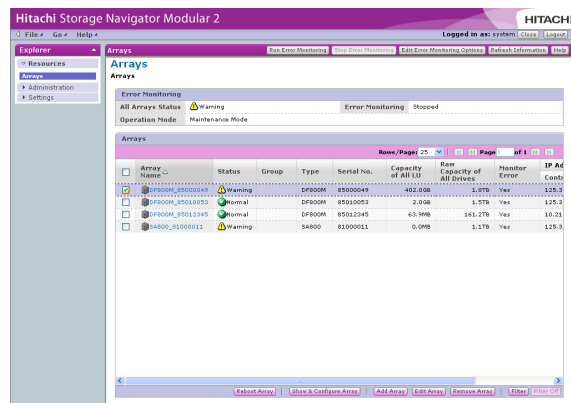 Hitachi Storage Navigator Modular 2
HITACHI
File Go Help
Logged in as: system Close Logout
Explorer
Resources
Arrays
Administration
Settings
Arrays Run Error Monitoring Stop Error Monitoring Edit Error Monitoring Options Refresh Information Help
Arrays
Arrays
Error Monitoring
All Arrays Status Warning Error Monitoring Stopped
Operation Mode Maintenance Mode
Arrays
Rows/Page: 25 Page of 1
Array Name Status Group Type Serial No. Capacity of All LU Raw Capacity of All Drives Monitor Error IP Ad
Contr
DF800M_85000049 Warning DF800M 85000049 402.0GB 1.8TB Yes 125.3
DF800M_85010053 Normal DF800M 85010053 2.0GB 1.5TB Yes 125.3
DF800M_85012345 Normal DF800M 85012345 63.9MB 161.2TB Yes 10.21
SA800_81000011 Warning SA800 81000011 0.0MB 1.1TB Yes 125.3
Reboot Array Show & Configure Array Add Array Edit Array Remove Array Filter Filter Off